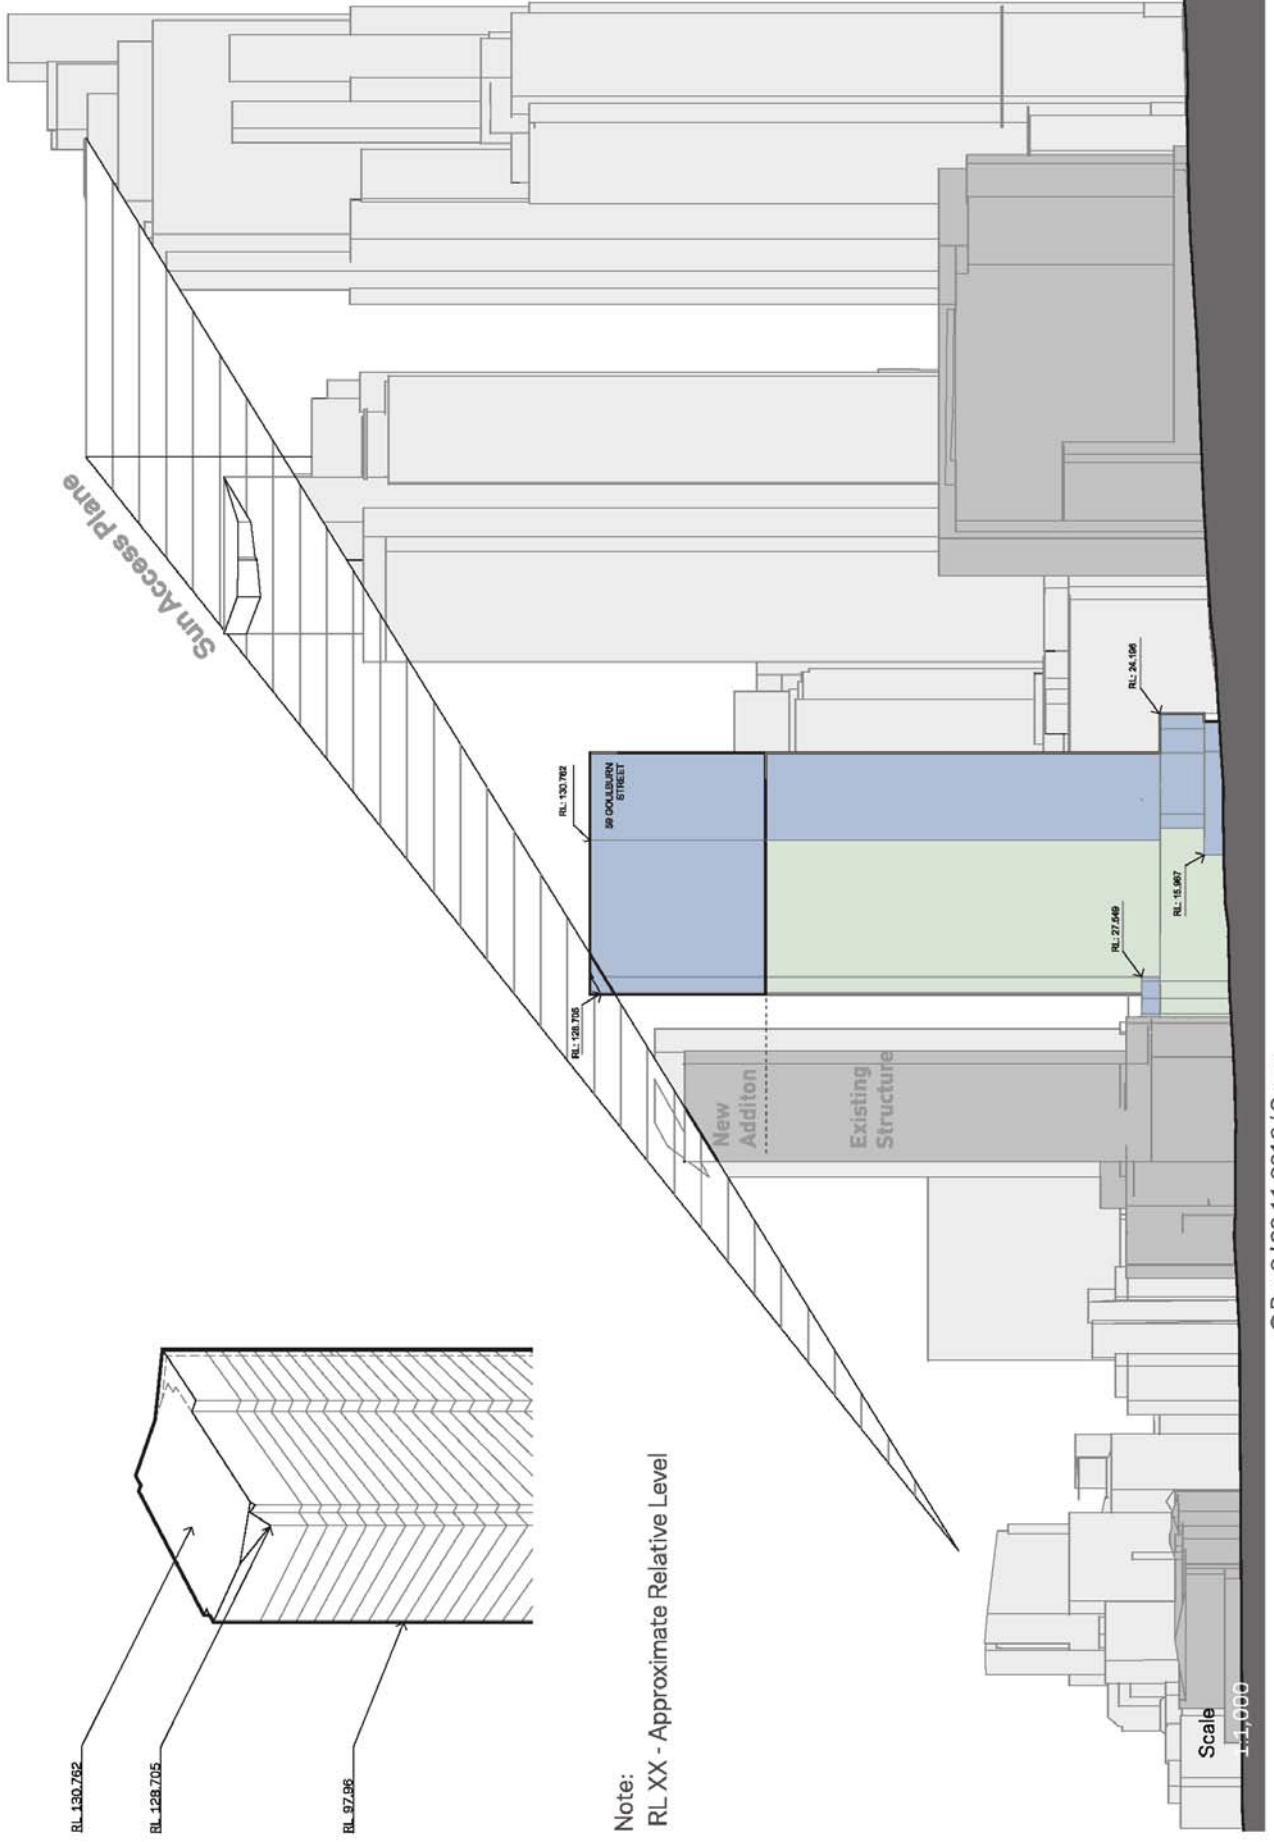 Sun Access Plane
RL: 130.762
59 GOULBURN
STREET
RL: 128.705
RL: 24.196
RL: 15.967
RL: 27.549
New
Additon
Existing
Structure
RL 130.762
RL 128.705
RL 97.96
Note:
RL XX - Approximate Relative Level
Scale
1:1,000